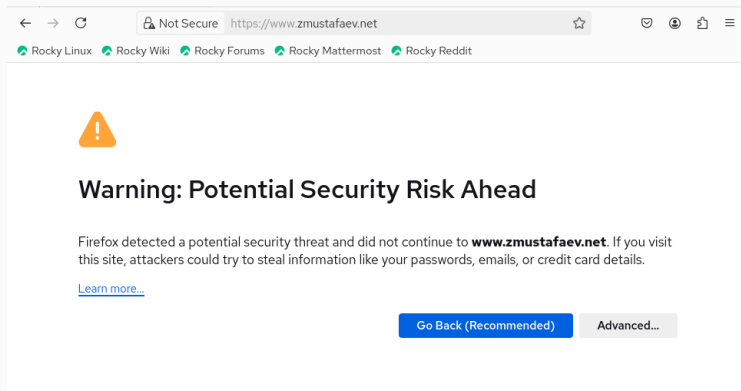 Not Secure https://www.zmustafaev.net
Rocky Linux Rocky Wiki Rocky Forums Rocky Mattermost Rocky Reddit
Warning: Potential Security Risk Ahead
Firefox detected a potential security threat and did not continue to www.zmustafaev.net. If you visit
this site, attackers could try to steal information like your passwords, emails, or credit card details.
Learn more...
Go Back (Recommended) Advanced...